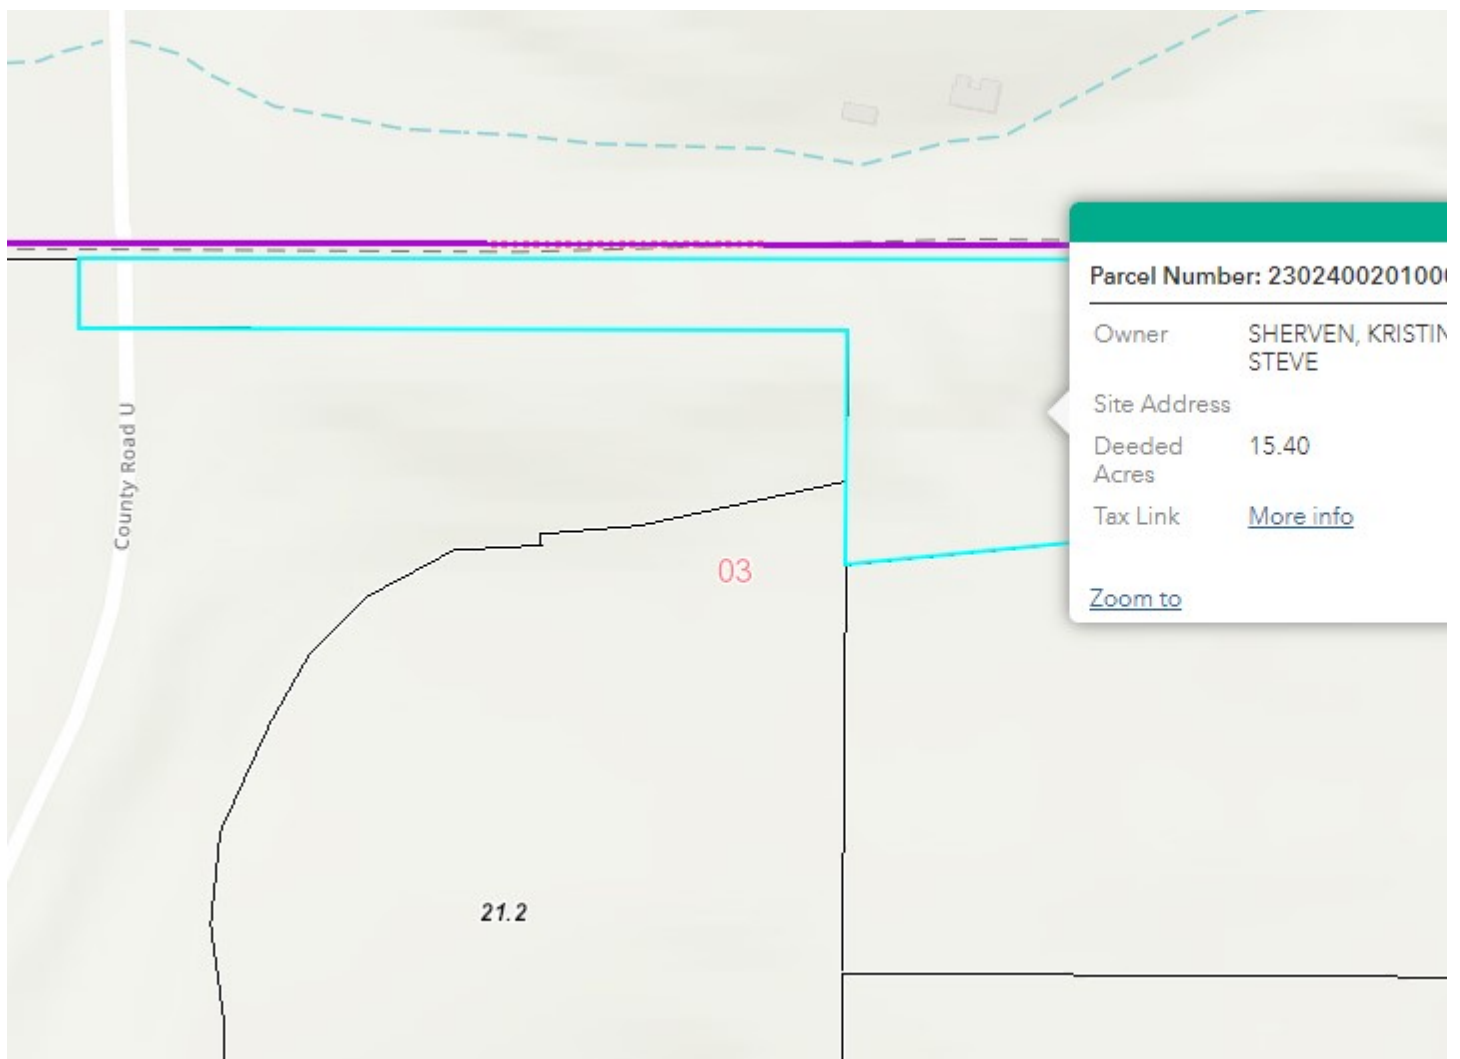 Parcel Number: 2302400201000
Owner SHERVEN, KRISTIN
STEVE
Site Address
Deeded Acres 15.40
Tax Link More info
Zoom to
County Road U
03
21.2